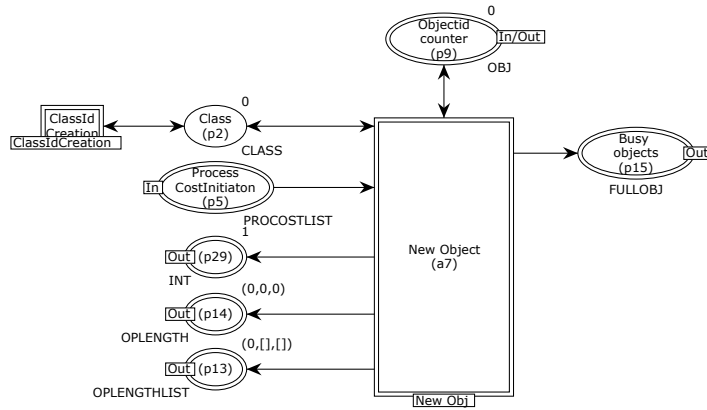 0
Objectid
counter
(p9)
In/Out
OBJ
ClassId
Creation
ClassIdCreation
0
Class
(p2)
CLASS
Busy
objects
(p15)
Out
FULLOBJ
Process
CostInitiaton
(p5)
In
PROCOSTLIST
1
Out
(p29)
INT
New Object
(a7)
(0,0,0)
Out
(p14)
OPLENGTH
(0,[],[])
Out
(p13)
OPLENGTHLIST
New Obj